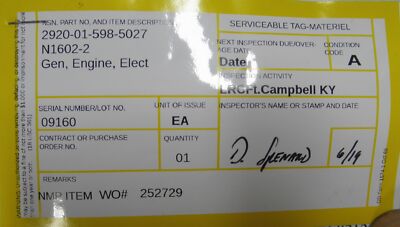 NSN, PART NO, AND ITEM DESCRIPTION
2920-01-598-5027
N1602-2
Gen, Engine, Elect
SERVICEABLE TAG-MATERIEL
NEXT INSPECTION DUE/OVER-
AGE DATE
Date
CONDITION
CODE
A
INSPECTION ACTIVITY
LRCFt.Campbell KY
SERIAL NUMBER/LOT NO.
09160
UNIT OF ISSUE
EA
INSPECTOR'S NAME OR STAMP AND DATE
D. 6/19
CONTRACT OR PURCHASE
ORDER NO.
QUANTITY
01
REMARKS
NMP ITEM WO# 252729